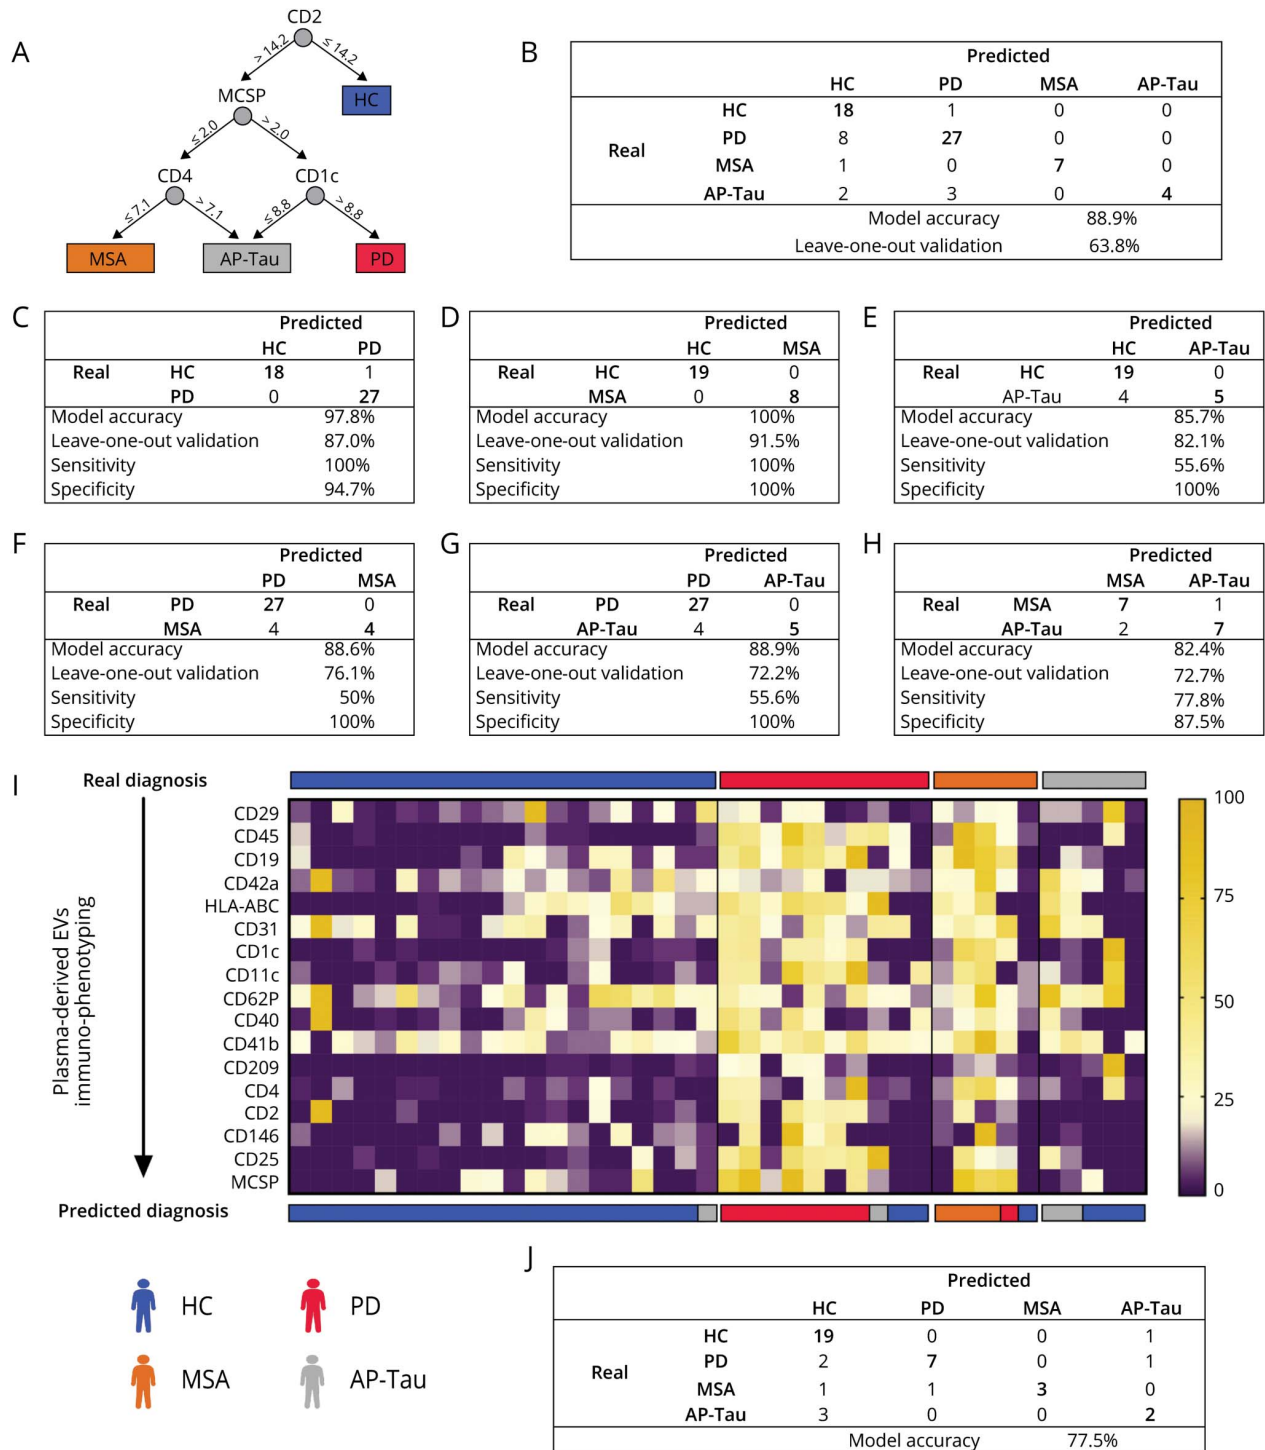 A
CD2
> 14.2
≤ 14.2
MCSP
HC
≤ 2.0
> 2.0
CD4
CD1c
≤ 7.1
> 7.1
≤ 8.8
> 8.8
MSA
AP-Tau
PD
B
Predicted
HC PD MSA AP-Tau
HC 18 1 0 0
PD 8 27 0 0
Real
MSA 1 0 7 0
AP-Tau 2 3 0 4
Model accuracy 88.9%
Leave-one-out validation 63.8%
C
Predicted
HC PD
Real HC 18 1
PD 0 27
Model accuracy 97.8%
Leave-one-out validation 87.0%
Sensitivity 100%
Specificity 94.7%
D
Predicted
HC MSA
Real HC 19 0
MSA 0 8
Model accuracy 100%
Leave-one-out validation 91.5%
Sensitivity 100%
Specificity 100%
E
Predicted
HC AP-Tau
Real HC 19 0
AP-Tau 4 5
Model accuracy 85.7%
Leave-one-out validation 82.1%
Sensitivity 55.6%
Specificity 100%
F
Predicted
PD MSA
Real PD 27 0
MSA 4 4
Model accuracy 88.6%
Leave-one-out validation 76.1%
Sensitivity 50%
Specificity 100%
G
Predicted
PD AP-Tau
Real PD 27 0
AP-Tau 4 5
Model accuracy 88.9%
Leave-one-out validation 72.2%
Sensitivity 55.6%
Specificity 100%
H
Predicted
MSA AP-Tau
Real MSA 7 1
AP-Tau 2 7
Model accuracy 82.4%
Leave-one-out validation 72.7%
Sensitivity 77.8%
Specificity 87.5%
I
Real diagnosis
Plasma-derived EVs
immuno-phenotyping
CD29
CD45
CD19
CD42a
HLA-ABC
CD31
CD1c
CD11c
CD62P
CD40
CD41b
CD209
CD4
CD2
CD146
CD25
MCSP
100
75
50
25
0
Predicted diagnosis
HC
PD
MSA
AP-Tau
J
Predicted
HC PD MSA AP-Tau
HC 19 0 0 1
PD 2 7 0 1
Real
MSA 1 1 3 0
AP-Tau 3 0 0 2
Model accuracy 77.5%